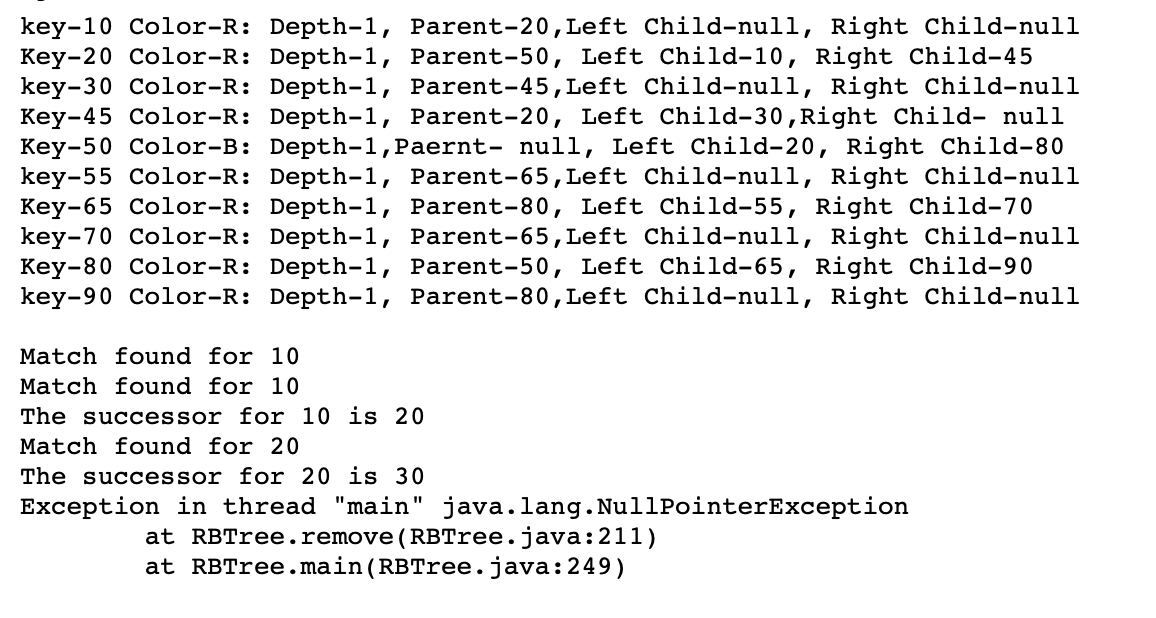 key-10 Color-R: Depth-1, Parent-20,Left Child-null, Right Child-null
Key-20 Color-R: Depth-1, Parent-50, Left Child-10, Right Child-45
key-30 Color-R: Depth-1, Parent-45,Left Child-null, Right Child-null
Key-45 Color-R: Depth-1, Parent-20, Left Child-30,Right Child- null
Key-50 Color-B: Depth-1,Paernt- null, Left Child-20, Right Child-80
key-55 Color-R: Depth-1, Parent-65,Left Child-null, Right Child-null
Key-65 Color-R: Depth-1, Parent-80, Left Child-55, Right Child-70
key-70 Color-R: Depth-1, Parent-65,Left Child-null, Right Child-null
Key-80 Color-R: Depth-1, Parent-50, Left Child-65, Right Child-90
key-90 Color-R: Depth-1, Parent-80,Left Child-null, Right Child-null
Match found for 10
Match found for 10
The successor for 10 is 20
Match found for 20
The successor for 20 is 30
Exception in thread "main" java.lang.NullPointerException
at RBTree.remove(RBTree.java:211)
at RBTree.main(RBTree.java:249)